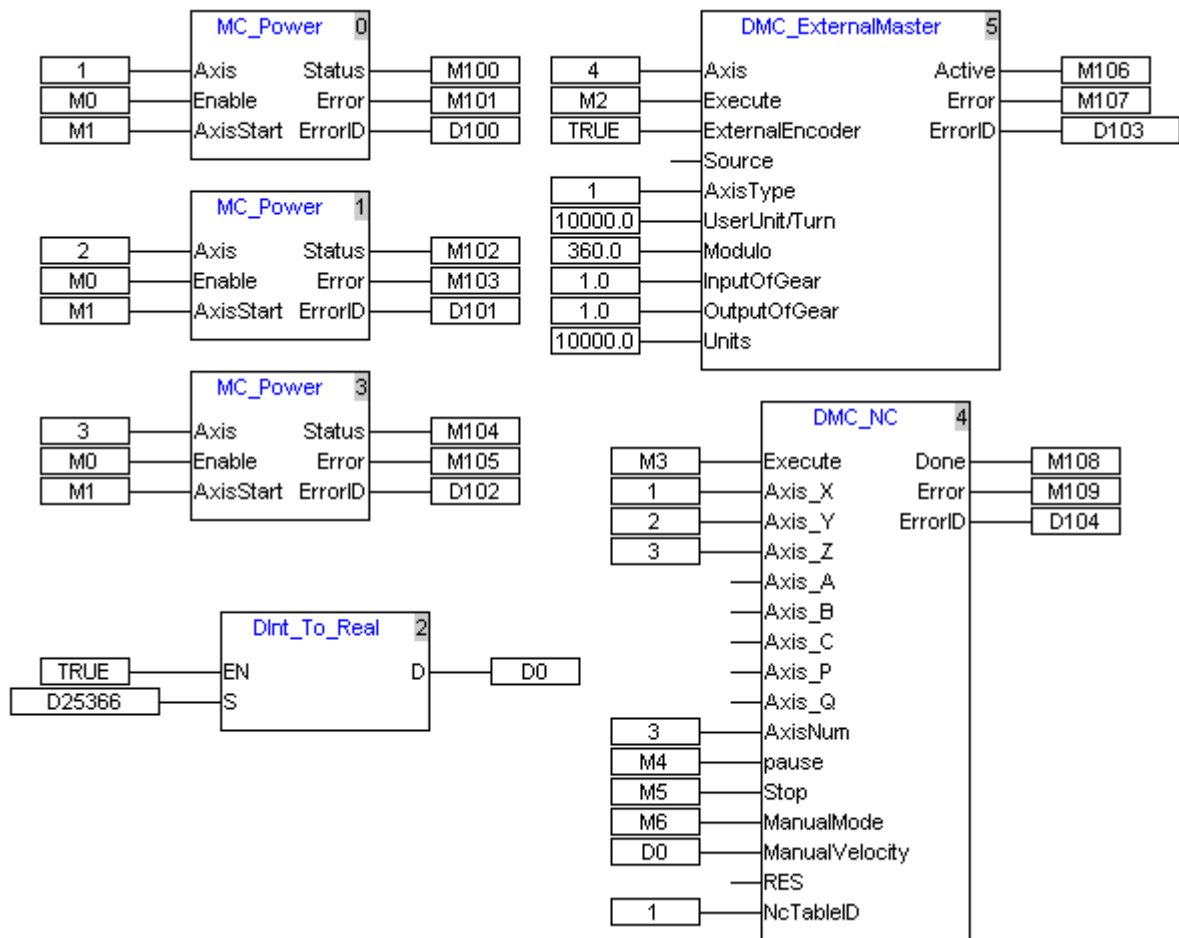 MC_Power 0
1 Axis Status M100
M0 Enable Error M101
M1 AxisStart ErrorID D100
MC_Power 1
2 Axis Status M102
M0 Enable Error M103
M1 AxisStart ErrorID D101
MC_Power 3
3 Axis Status M104
M0 Enable Error M105
M1 AxisStart ErrorID D102
DInt_To_Real 2
TRUE EN D D0
D25366 S
DMC_ExternalMaster 5
4 Axis Active M106
M2 Execute Error M107
TRUE ExternalEncoder ErrorID D103
Source
1 AxisType
10000.0 UserUnit/Turn
360.0 Modulo
1.0 InputOfGear
1.0 OutputOfGear
10000.0 Units
DMC_NC 4
M3 Execute Done M108
1 Axis_X Error M109
2 Axis_Y ErrorID D104
3 Axis_Z
Axis_A
Axis_B
Axis_C
Axis_P
Axis_Q
3 AxisNum
M4 pause
M5 Stop
M6 ManualMode
D0 ManualVelocity
RES
1 NcTableID